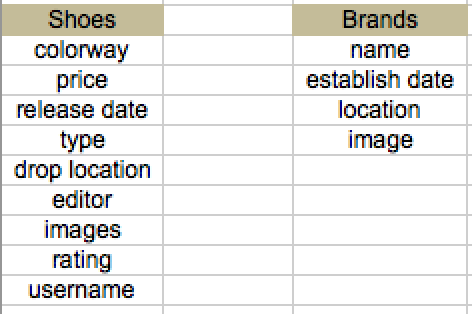 Shoes Brands
colorway name
price establish date
release date location
type image
drop location
editor
images
rating
username